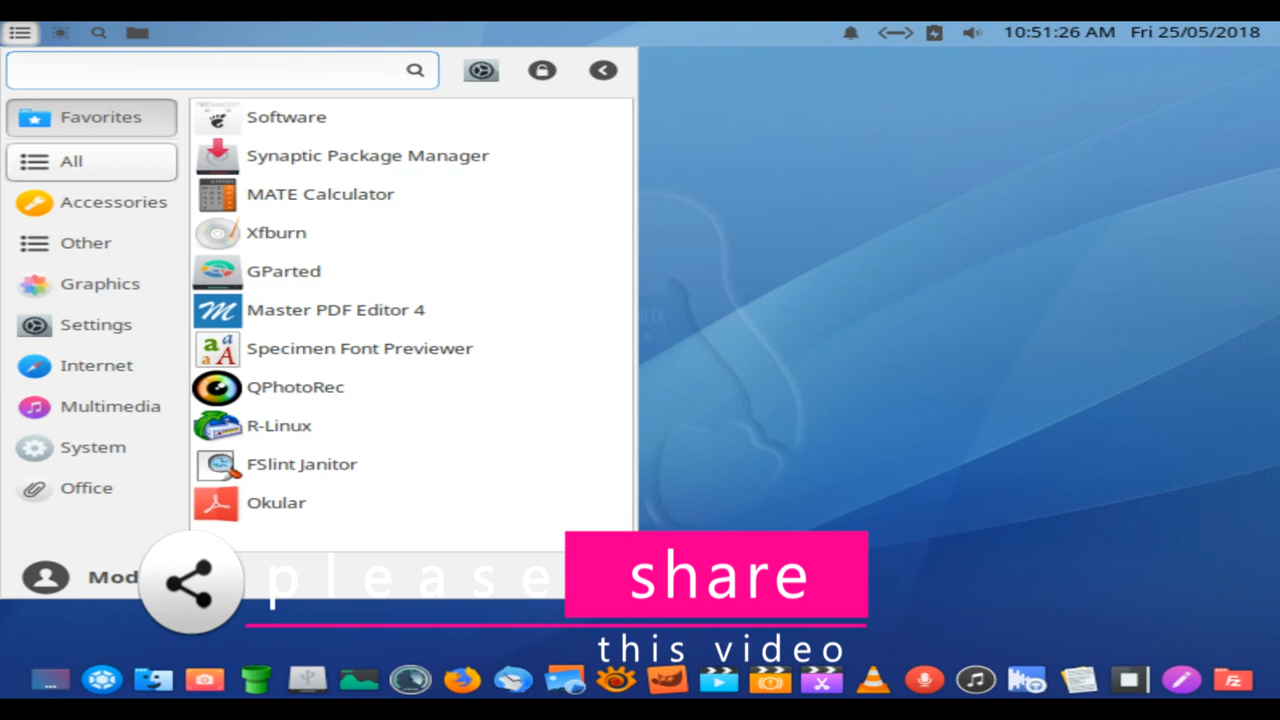 10:51:26 AM Fri 25/05/2018
Favorites
All
Accessories
Other
Graphics
Settings
Internet
Multimedia
System
Office
Software
Synaptic Package Manager
MATE Calculator
Xfburn
GParted
Master PDF Editor 4
Specimen Font Previewer
QPhotoRec
R-Linux
FSlint Janitor
Okular
Mod
please share
this video